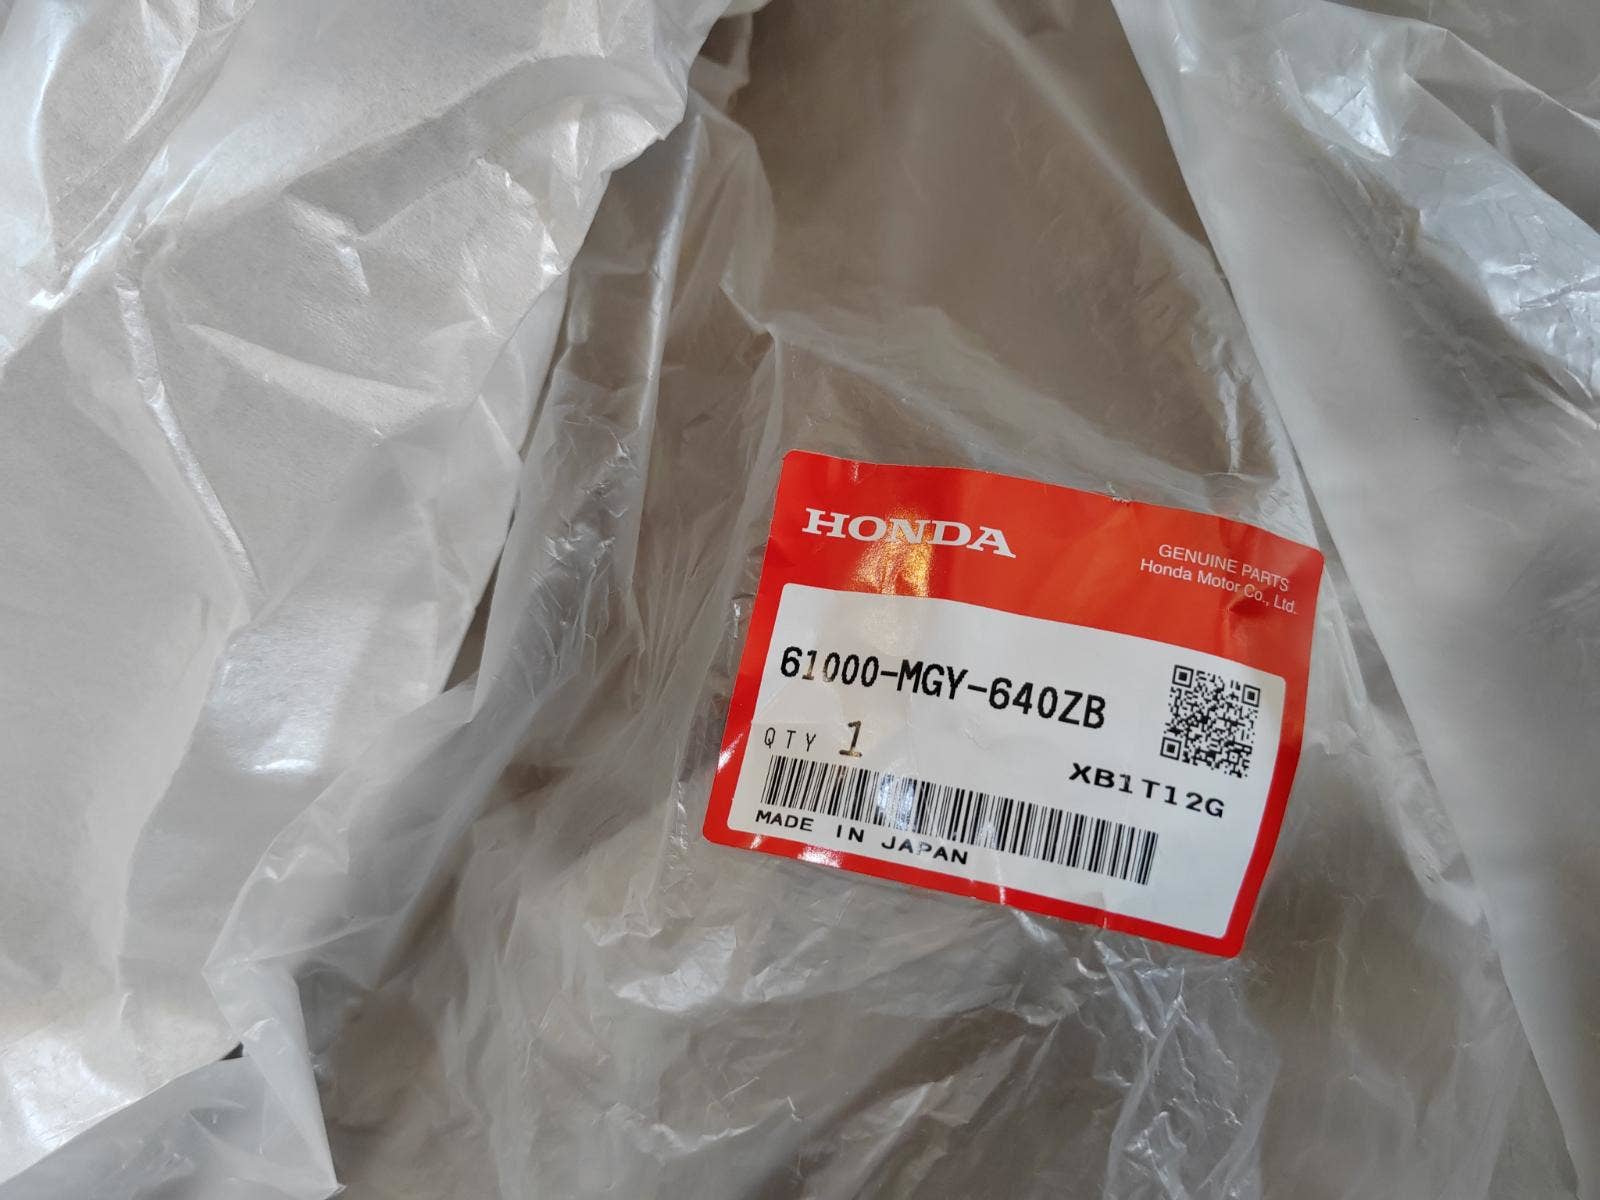 HONDA
GENUINE PARTS
Honda Motor Co., Ltd.
61000-MGY-640ZB
QTY 1
XB1T12G
MADE IN JAPAN